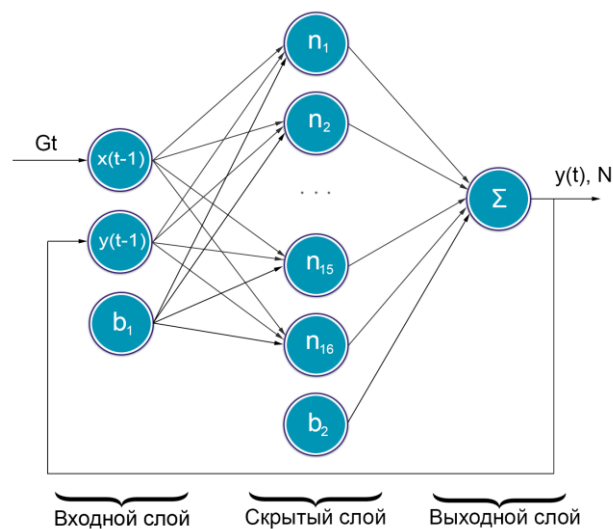 n₁
n₂
Gt
x(t-1)
. . .
y(t), N
Σ
y(t-1)
n₁₅
b₁
n₁₆
b₂
Входной слой
Скрытый слой
Выходной слой